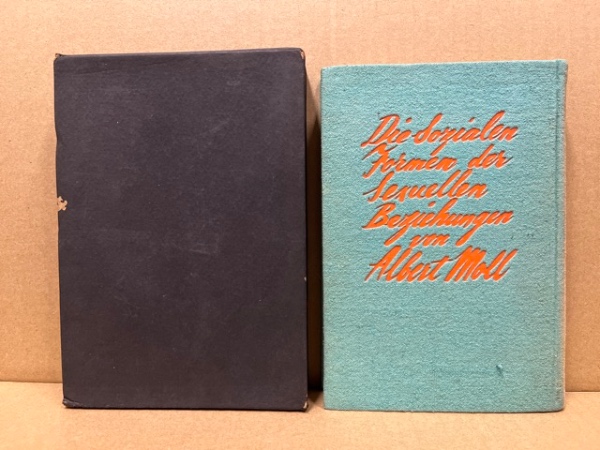 Die Sozialen
Formen der
Sexuellen
Beziehungen
von
Albert Moll